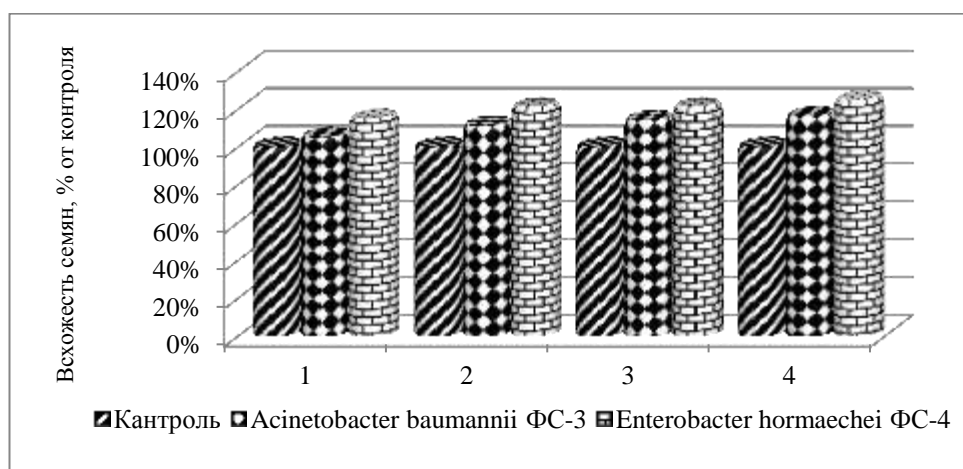 Всхожесть семян, % от контроля
140%
120%
100%
80%
60%
40%
20%
0%
1 2 3 4
Кантроль Acinetobacter baumannii ФС-3 Enterobacter hormaechei ФС-4